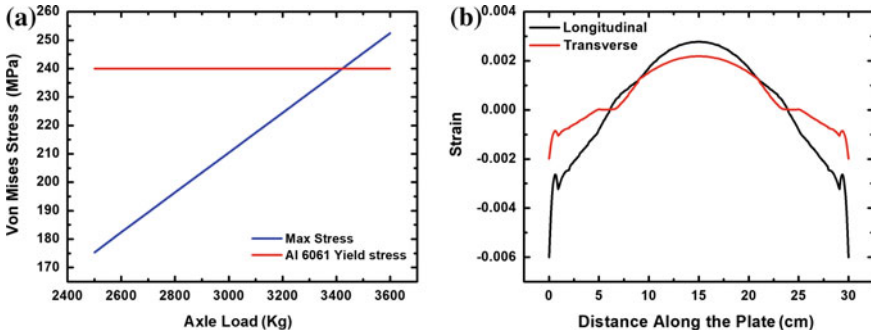 (a)
260
250
240
230
220
210
200
190
180
170
Von Mises Stress (MPa)
Max Stress
Al 6061 Yield stress
2400 2600 2800 3000 3200 3400 3600
Axle Load (Kg)
(b)
0.004
0.002
0.000
-0.002
-0.004
-0.006
Strain
Longitudinal
Transverse
0 5 10 15 20 25 30
Distance Along the Plate (cm)